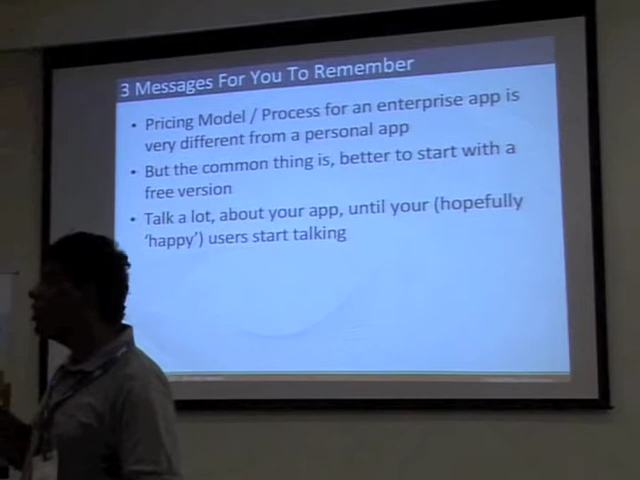 3 Messages For You To Remember
• Pricing Model / Process for an enterprise app is
very different from a personal app
• But the common thing is, better to start with a
free version
• Talk a lot, about your app, until your (hopefully
‘happy’) users start talking